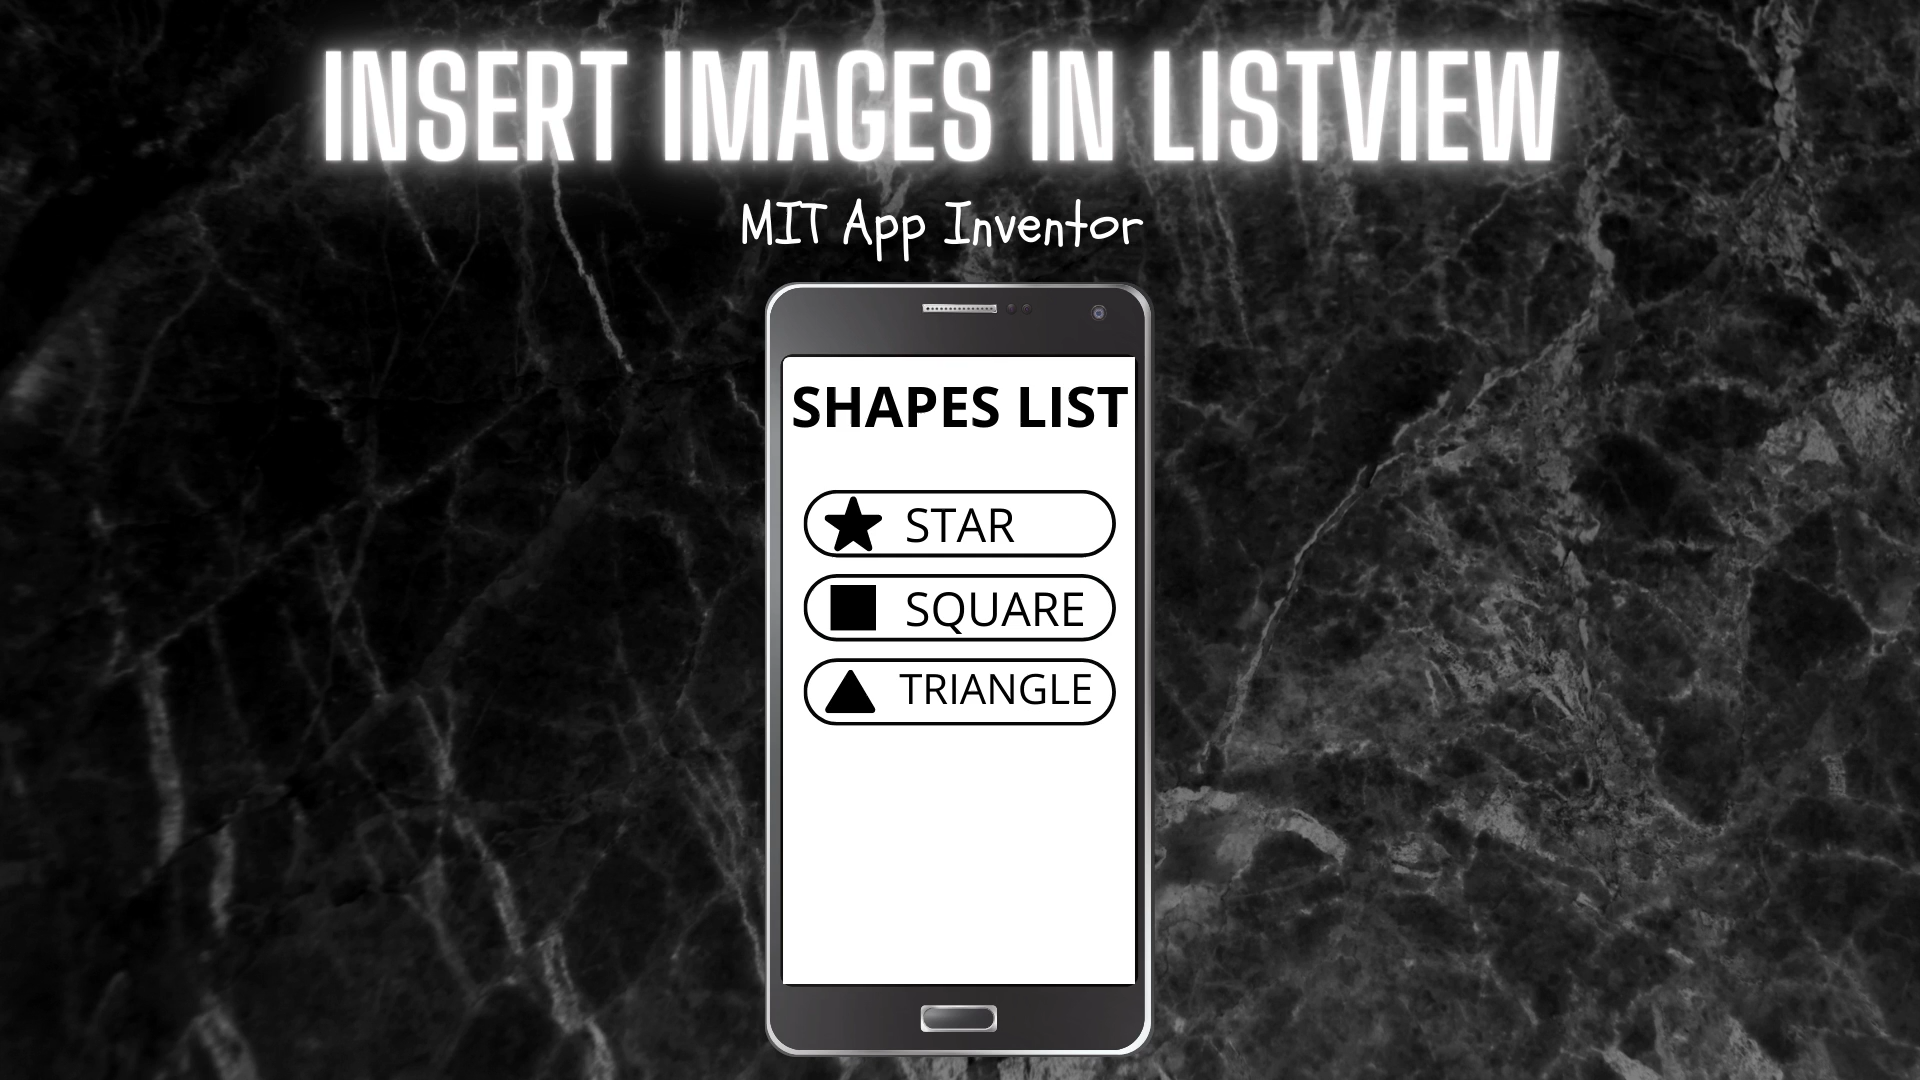 INSERT IMAGES IN LISTVIEW
MIT App Inventor
SHAPES LIST
STAR
SQUARE
TRIANGLE